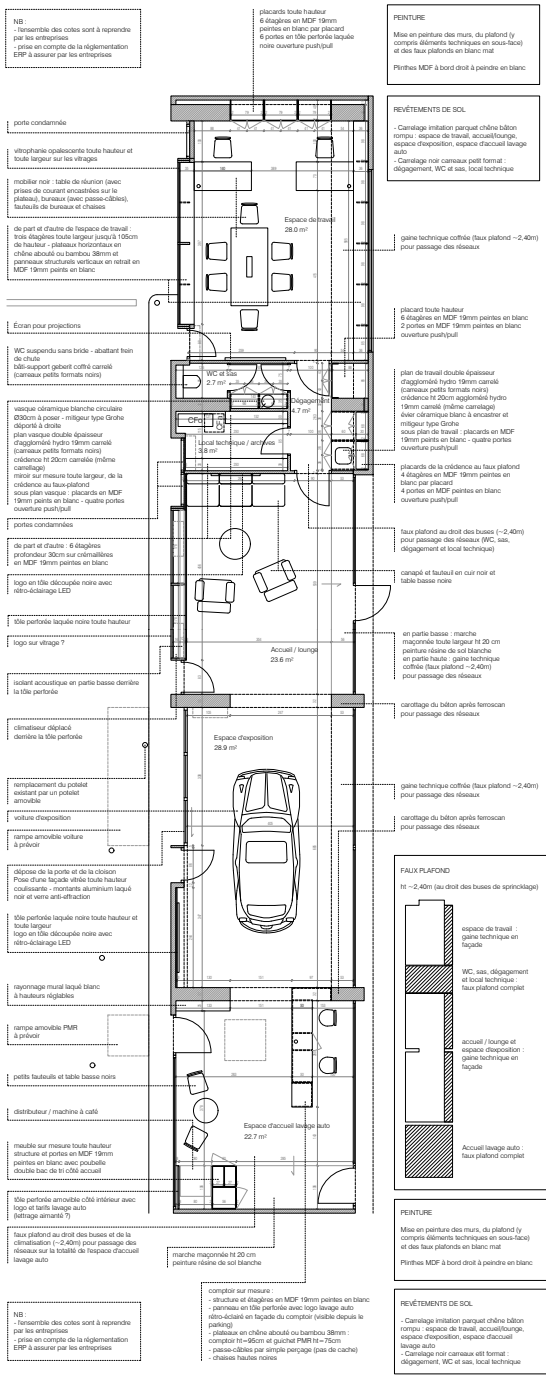 NB :
- l'ensemble des cotes sont à reprendre
par les entreprises
- prise en compte de la réglementation
ERP à assurer par les entreprises
placards toute hauteur
6 étagères en MDF 19mm
peintes en blanc par placard
6 portes en tôle perforée laquée
noire ouverture push/pull
PEINTURE
Mise en peinture des murs, du plafond (y
compris éléments techniques en sous-face)
et des faux plafonds en blanc mat
Plinthes MDF à bord droit à peindre en blanc
REVÊTEMENTS DE SOL
- Carrelage imitation parquet chêne bâton
rompu : espace de travail, accueil/lounge,
espace d'exposition, espace d'accueil lavage
auto
- Carrelage noir carreaux petit format :
dégagement, WC et sas, local technique
porte condamnée
vitrophanie opalescente toute hauteur et
toute largeur sur les vitrages
mobilier noir : table de réunion (avec
prises de courant encastrées sur le
plateau), bureaux (avec passe-câbles),
fauteuils de bureaux et chaises
de part et d'autre de l'espace de travail :
trois étagères toute largeur jusqu'à 105cm
de hauteur - plateaux horizontaux en
chêne abouté ou bambou 38mm et
panneaux structurels verticaux en retrait en
MDF 19mm peints en blanc
Écran pour projections
WC suspendu sans bride - abattant frein
de chute
bâti-support geberit coffré carrelé
(carreaux petits formats noirs)
vasque céramique blanche circulaire
Ø30cm à poser - mitigeur type Grohe
déporté à droite
plan vasque double épaisseur
d'aggloméré hydro 19mm carrelé
(carreaux petits formats noirs)
crédence ht 20cm carrelée (même
carrelage)
miroir sur mesure toute largeur, de la
crédence au faux-plafond
sous plan vasque : placards en MDF
19mm peints en blanc - quatre portes
ouverture push/pull
portes condamnées
de part et d'autre : 6 étagères
profondeur 30cm sur crémaillères
en MDF 19mm peintes en blanc
logo en tôle découpée noire avec
rétro-éclairage LED
tôle perforée laquée noire toute hauteur
logo sur vitrage ?
isolant acoustique en partie basse derrière
la tôle perforée
climatiseur déplacé
derrière la tôle perforée
remplacement du potelet
existant par un potelet
amovible
voiture d'exposition
rampe amovible voiture
à prévoir
dépose de la porte et de la cloison
Pose d'une façade vitrée toute hauteur
coulissante - montants aluminium laqué
noir et verre anti-effraction
tôle perforée laquée noire toute hauteur et
toute largeur
logo en tôle découpée noire avec
rétro-éclairage LED
rayonnage mural laqué blanc
à hauteurs réglables
rampe amovible PMR
à prévoir
petits fauteuils et table basse noirs
distributeur / machine à café
meuble sur mesure toute hauteur
structure et portes en MDF 19mm
peintes en blanc avec poubelle
double bac de tri côté accueil
tôle perforée amovible côté intérieur avec
logo et tarifs lavage auto
(lettrage aimanté ?)
faux plafond au droit des buses et de la
climatisation (~2,40m) pour passage des
réseaux sur la totalité de l'espace d'accueil
lavage auto
NB :
- l'ensemble des cotes sont à reprendre
par les entreprises
- prise en compte de la réglementation
ERP à assurer par les entreprises
Espace de travail
28.0 m²
WC et sas
2.7 m²
Dégagement
4.7 m²
CFo
Local technique / archives
3.8 m²
Accueil / lounge
23.6 m²
Espace d'exposition
28.9 m²
Espace d'accueil lavage auto
22.7 m²
marche maçonnée ht 20 cm
peinture résine de sol blanche
comptoir sur mesure :
- structure et étagères en MDF 19mm peintes en blanc
- panneau en tôle perforée avec logo lavage auto
rétro-éclairé en façade du comptoir (visible depuis le
parking)
- plateaux en chêne abouté ou bambou 38mm :
comptoir ht=95cm et guichet PMR ht=75cm
- passe-câbles par simple perçage (pas de cache)
- chaises hautes noires
gaine technique coffrée (faux plafond ~2,40m)
pour passage des réseaux
placard toute hauteur
6 étagères en MDF 19mm peintes en blanc
2 portes en MDF 19mm peintes en blanc
ouverture push/pull
plan de travail double épaisseur
d'aggloméré hydro 19mm carrelé
(carreaux petits formats noirs)
crédence ht 20cm aggloméré hydro
19mm carrelé (même carrelage)
évier céramique blanc à encastrer et
mitigeur type Grohe
sous plan de travail : placards en MDF
19mm peints en blanc - quatre portes
ouverture push/pull
placards de la crédence au faux plafond
4 étagères en MDF 19mm peintes en
blanc par placard
4 portes en MDF peintes en blanc
ouverture push/pull
faux plafond au droit des buses (~2,40m)
pour passage des réseaux (WC, sas,
dégagement et local technique)
canapé et fauteuil en cuir noir et
table basse noire
en partie basse : marche
maçonnée toute largeur ht 20 cm
peinture résine de sol blanche
en partie haute : gaine technique
coffrée (faux plafond ~2,40m)
pour passage des réseaux
carottage du béton après ferroscan
pour passage des réseaux
gaine technique coffrée (faux plafond ~2,40m)
pour passage des réseaux
carottage du béton après ferroscan
pour passage des réseaux
FAUX PLAFOND
ht ~2,40m (au droit des buses de sprincklage)
espace de travail :
gaine technique en
façade
WC, sas, dégagement
et local technique :
faux plafond complet
accueil / lounge et
espace d'exposition :
gaine technique en
façade
Accueil lavage auto :
faux plafond complet
PEINTURE
Mise en peinture des murs, du plafond (y
compris éléments techniques en sous-face)
et des faux plafonds en blanc mat
Plinthes MDF à bord droit à peindre en blanc
REVÊTEMENTS DE SOL
- Carrelage imitation parquet chêne bâton
rompu : espace de travail, accueil/lounge,
espace d'exposition, espace d'accueil
lavage auto
- Carrelage noir carreaux etit format :
dégagement, WC et sas, local technique